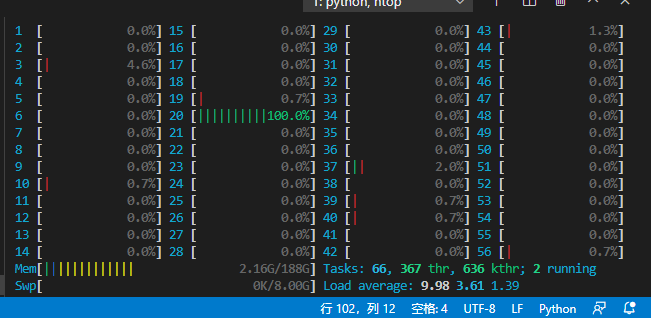 1: python, htop
1 [ 0.0%] 15 [ 0.0%] 29 [ 0.0%] 43 [| 1.3%]
2 [ 0.0%] 16 [ 0.0%] 30 [ 0.0%] 44 [ 0.0%]
3 [| 4.6%] 17 [ 0.0%] 31 [ 0.0%] 45 [ 0.0%]
4 [ 0.0%] 18 [ 0.0%] 32 [ 0.0%] 46 [ 0.0%]
5 [ 0.0%] 19 [| 0.7%] 33 [ 0.0%] 47 [ 0.0%]
6 [ 0.0%] 20 [||||||||||100.0%] 34 [ 0.0%] 48 [ 0.0%]
7 [ 0.0%] 21 [ 0.0%] 35 [ 0.0%] 49 [ 0.0%]
8 [ 0.0%] 22 [ 0.0%] 36 [ 0.0%] 50 [ 0.0%]
9 [ 0.0%] 23 [ 0.0%] 37 [|| 2.0%] 51 [ 0.0%]
10 [| 0.7%] 24 [ 0.0%] 38 [ 0.0%] 52 [ 0.0%]
11 [ 0.0%] 25 [ 0.0%] 39 [| 0.7%] 53 [ 0.0%]
12 [ 0.0%] 26 [ 0.0%] 40 [| 0.7%] 54 [ 0.0%]
13 [ 0.0%] 27 [ 0.0%] 41 [ 0.0%] 55 [ 0.0%]
14 [ 0.0%] 28 [ 0.0%] 42 [ 0.0%] 56 [| 0.7%]
Mem[||||||||||||| 2.16G/188G] Tasks: 66, 367 thr, 636 kthr; 2 running
Swp[ 0K/8.00G] Load average: 9.98 3.61 1.39
行 102，列 12 空格: 4 UTF-8 LF Python